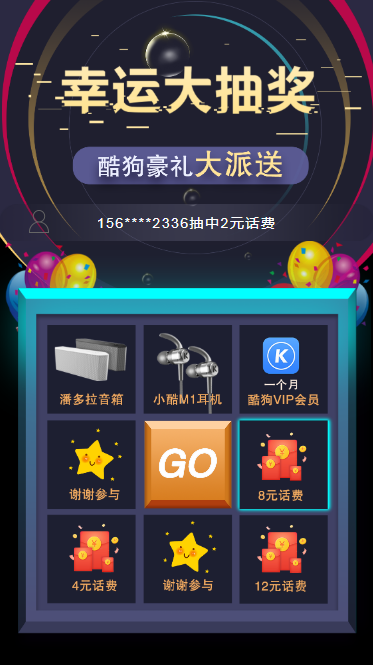 幸运大抽奖
酷狗豪礼大派送
156****2336抽中2元话费
潘多拉音箱
小酷M1耳机
K
一个月
酷狗VIP会员
谢谢参与
GO
8元话费
4元话费
谢谢参与
12元话费